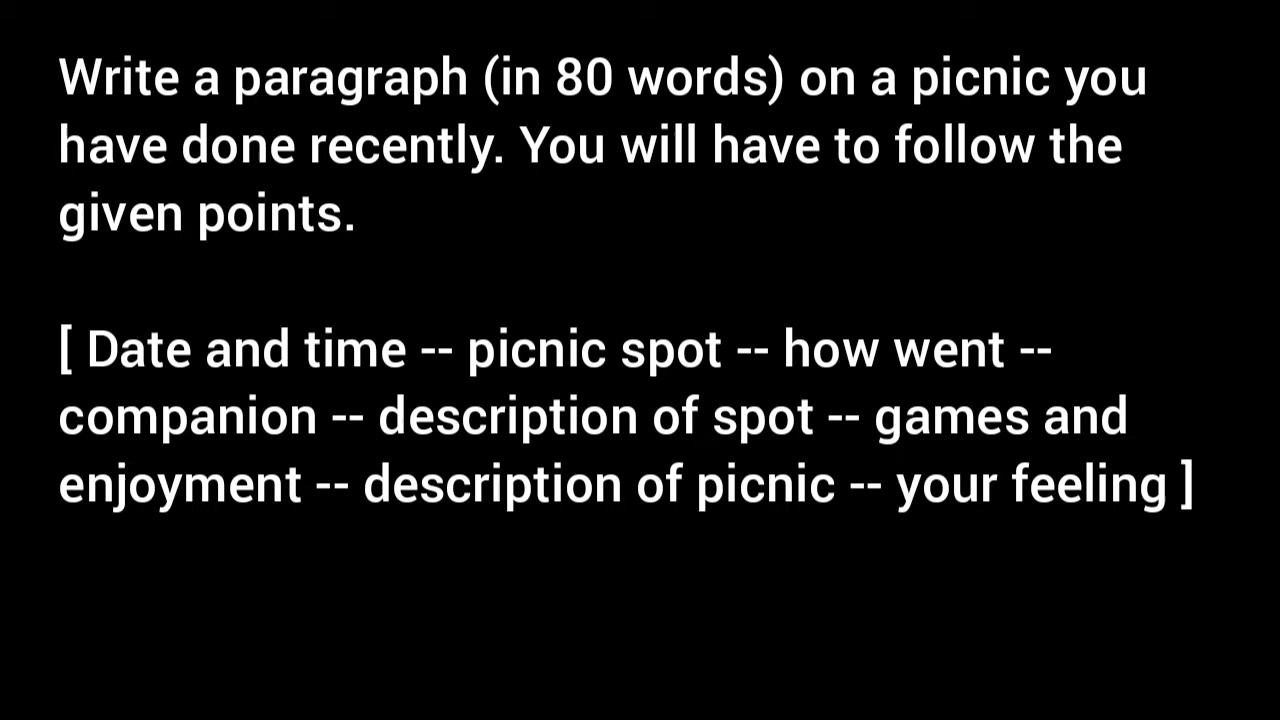 Write a paragraph (in 80 words) on a picnic you
have done recently. You will have to follow the
given points.
[ Date and time -- picnic spot -- how went --
companion -- description of spot -- games and
enjoyment -- description of picnic -- your feeling ]